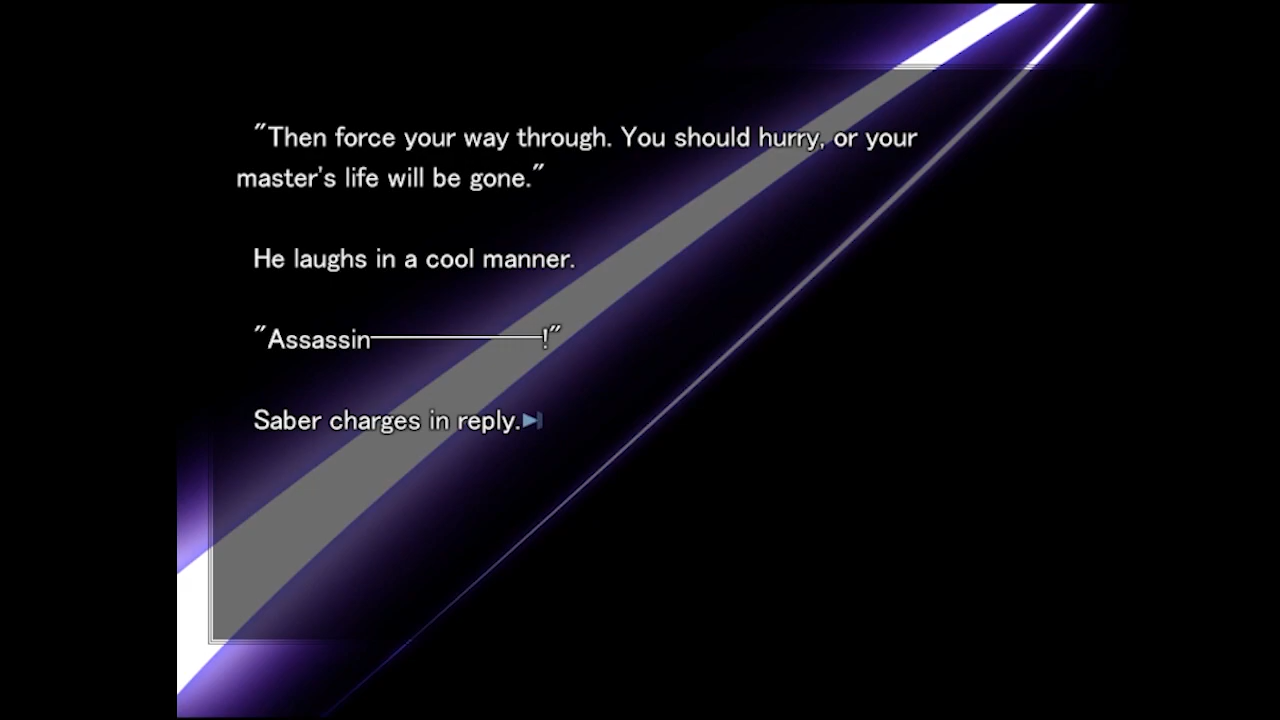 "Then force your way through. You should hurry, or your
master's life will be gone."
He laughs in a cool manner.
"Assassin――――――!"
Saber charges in reply.